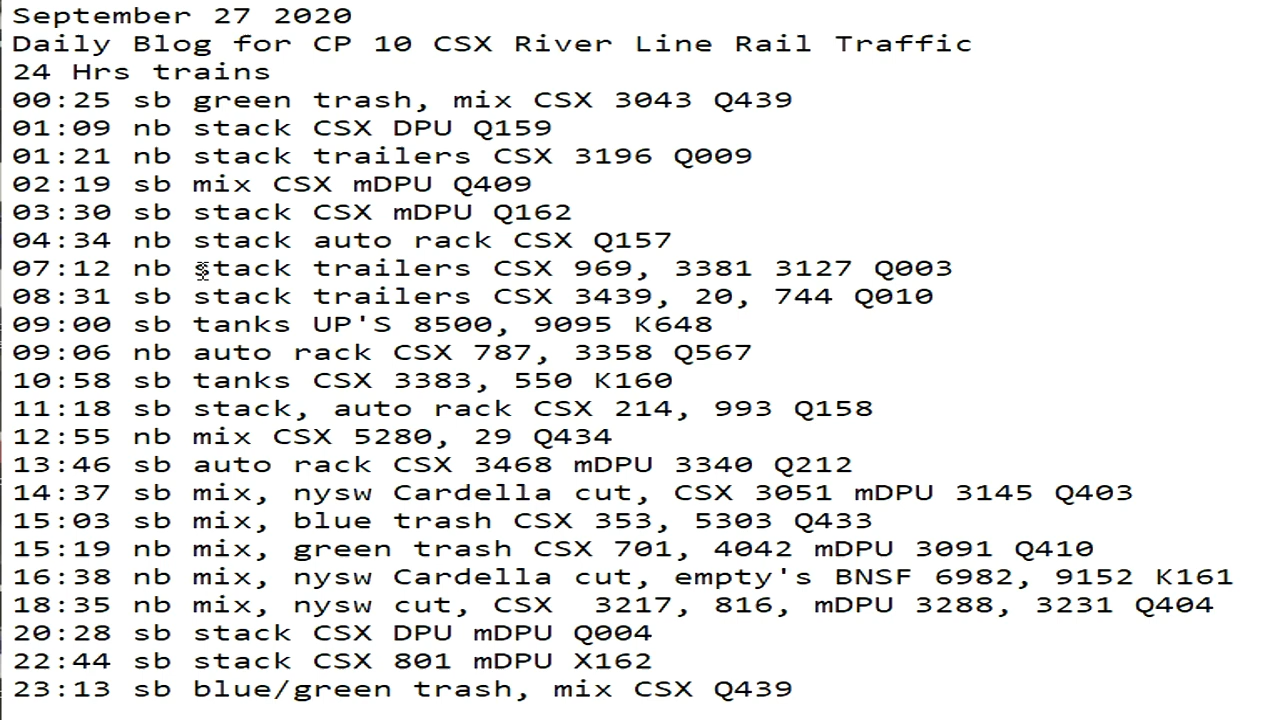 September 27 2020
Daily Blog for CP 10 CSX River Line Rail Traffic
24 Hrs trains
00:25 sb green trash, mix CSX 3043 Q439
01:09 nb stack CSX DPU Q159
01:21 nb stack trailers CSX 3196 Q009
02:19 sb mix CSX mDPU Q409
03:30 sb stack CSX mDPU Q162
04:34 nb stack auto rack CSX Q157
07:12 nb stack trailers CSX 969, 3381 3127 Q003
08:31 sb stack trailers CSX 3439, 20, 744 Q010
09:00 sb tanks UP'S 8500, 9095 K648
09:06 nb auto rack CSX 787, 3358 Q567
10:58 sb tanks CSX 3383, 550 K160
11:18 sb stack, auto rack CSX 214, 993 Q158
12:55 nb mix CSX 5280, 29 Q434
13:46 sb auto rack CSX 3468 mDPU 3340 Q212
14:37 sb mix, nysw Cardella cut, CSX 3051 mDPU 3145 Q403
15:03 sb mix, blue trash CSX 353, 5303 Q433
15:19 nb mix, green trash CSX 701, 4042 mDPU 3091 Q410
16:38 nb mix, nysw Cardella cut, empty's BNSF 6982, 9152 K161
18:35 nb mix, nysw cut, CSX  3217, 816, mDPU 3288, 3231 Q404
20:28 sb stack CSX DPU mDPU Q004
22:44 sb stack CSX 801 mDPU X162
23:13 sb blue/green trash, mix CSX Q439